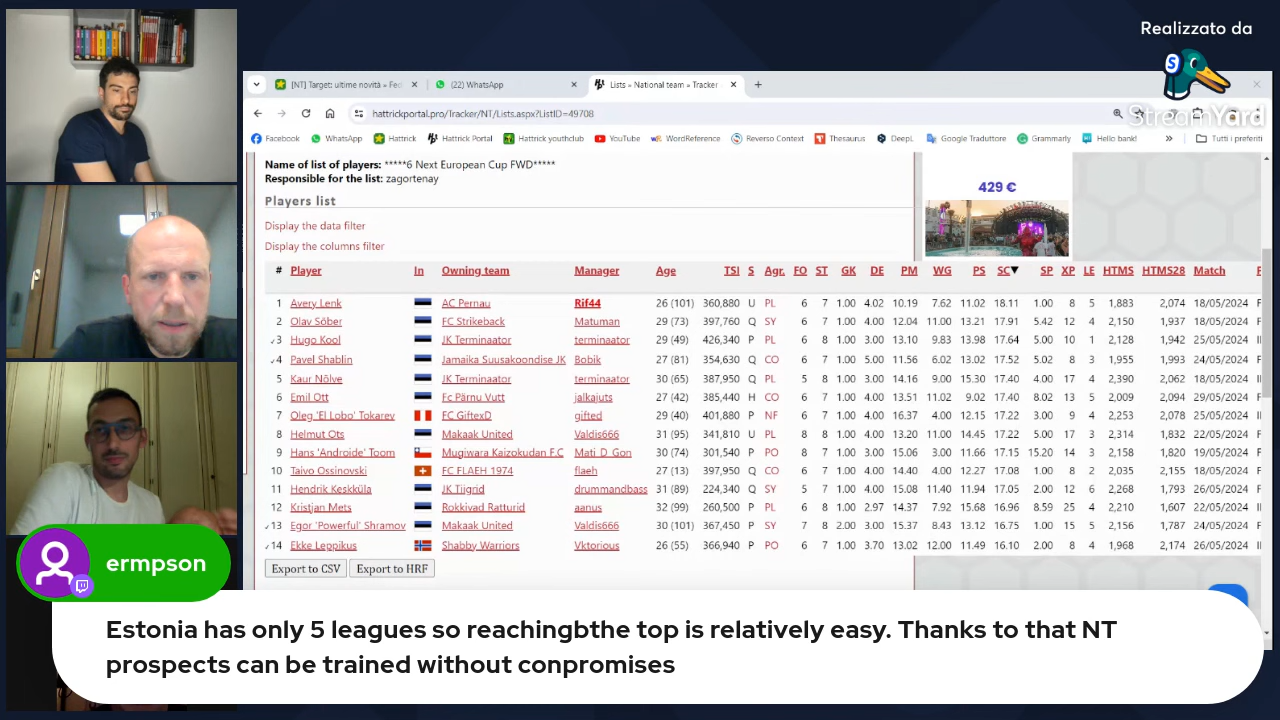 Realizzato da
StreamYard
[NT] Target: ultime novità » Fed
(22) WhatsApp
Lists » National team » Tracker
hattrickportal.pro/Tracker/NT/Lists.aspx?ListID=49708
Facebook WhatsApp Hattrick Hattrick Portal Hattrick youthclub YouTube WordReference Reverso Context Thesaurus DeepL Google Traduttore Grammarly Hello bank! » Tutti i preferiti
Name of list of players: *****6 Next European Cup FWD*****
Responsible for the list: zagortenay
Players list
Display the data filter
Display the columns filter
429 €
# Player In Owning team Manager Age TSI S Agr. FO ST GK DE PM WG PS SC▼ SP XP LE HTMS HTMS28 Match
1 Avery Lenk AC Pernau Rif44 26 (101) 360,880 U PL 6 7 1.00 4.02 10.19 7.62 11.02 18.11 1.00 8 5 1,883 2,074 18/05/2024
2 Olav Sõber FC Strikeback Matuman 29 (73) 397,760 Q SY 6 7 1.00 4.00 12.04 11.00 13.21 17.91 5.42 12 4 2,150 1,937 18/05/2024
✓3 Hugo Kool JK Terminaator terminaator 29 (49) 426,340 P PL 6 8 1.00 3.00 13.10 9.83 13.98 17.64 5.00 10 1 2,128 1,942 18/05/2024
✓4 Pavel Shablin Jamajka Suusakoondise JK Bobik 27 (81) 354,630 Q CO 6 7 1.00 5.00 11.56 6.02 13.02 17.52 5.02 8 3 1,955 24/05/2024
5 Kaur Nõlve JK Terminaator terminaator 30 (65) 387,950 Q PL 5 8 1.00 3.00 14.16 9.00 15.30 17.40 4.00 17 4 2,390 2,062 18/05/2024
6 Emil Ott Fc Pärnu Vutt jalkajuts 27 (42) 385,440 H CO 6 8 1.00 4.00 13.51 11.02 9.02 17.40 8.02 13 5 2,009 2,094 25/05/2024
7 Oleg 'El Lobo' Tokarev FC GiftexD gifted 29 (40) 401,880 P NF 6 7 1.00 4.00 16.37 4.00 12.15 17.22 3.00 9 4 2,253 2,078 25/05/2024
8 Helmut Ots Makaak United Valdis666 31 (95) 341,810 U PL 8 8 1.00 4.00 13.20 11.00 14.45 17.22 5.00 17 3 2,314 1,832 22/05/2024
9 Hans 'Androide' Toom Mugiwara Kaizokudan F.C Mati_D_Gon 30 (74) 301,540 P PO 8 8 1.00 3.00 15.06 3.00 11.66 17.15 15.20 14 3 2,158 1,820 19/05/2024
10 Taivo Ossinovski FC FLAEH 1974 flaeh 27 (13) 397,950 Q CO 6 7 1.00 4.00 14.40 4.00 12.27 17.08 1.00 8 2 2,035 2,155 18/05/2024
11 Hendrik Keskküla JK Tiigrid drummandbass 31 (89) 224,340 Q SY 5 7 1.00 4.00 15.08 11.40 11.94 17.05 2.00 12 6 2,266 1,793 26/05/2024
12 Kristjan Mets Rokkivad Ratturid aanus 32 (99) 260,500 P PL 6 8 1.00 2.97 14.37 7.92 15.68 16.96 8.59 25 4 2,210 1,607 22/05/2024
✓13 Egor 'Powerful' Shramov Makaak United Valdis666 30 (101) 367,450 P SY 7 8 2.00 3.00 15.37 8.43 13.12 16.75 1.00 15 5 2,156 1,787 24/05/2024
✓14 Ekke Leppikus Shabby Warriors Vktorious 26 (55) 366,940 P PO 6 7 1.00 3.70 13.02 12.00 11.49 16.10 2.00 8 4 1,968 2,174 26/05/2024
Export to CSV Export to HRF
ermpson
Estonia has only 5 leagues so reachingbthe top is relatively easy. Thanks to that NT
prospects can be trained without conpromises